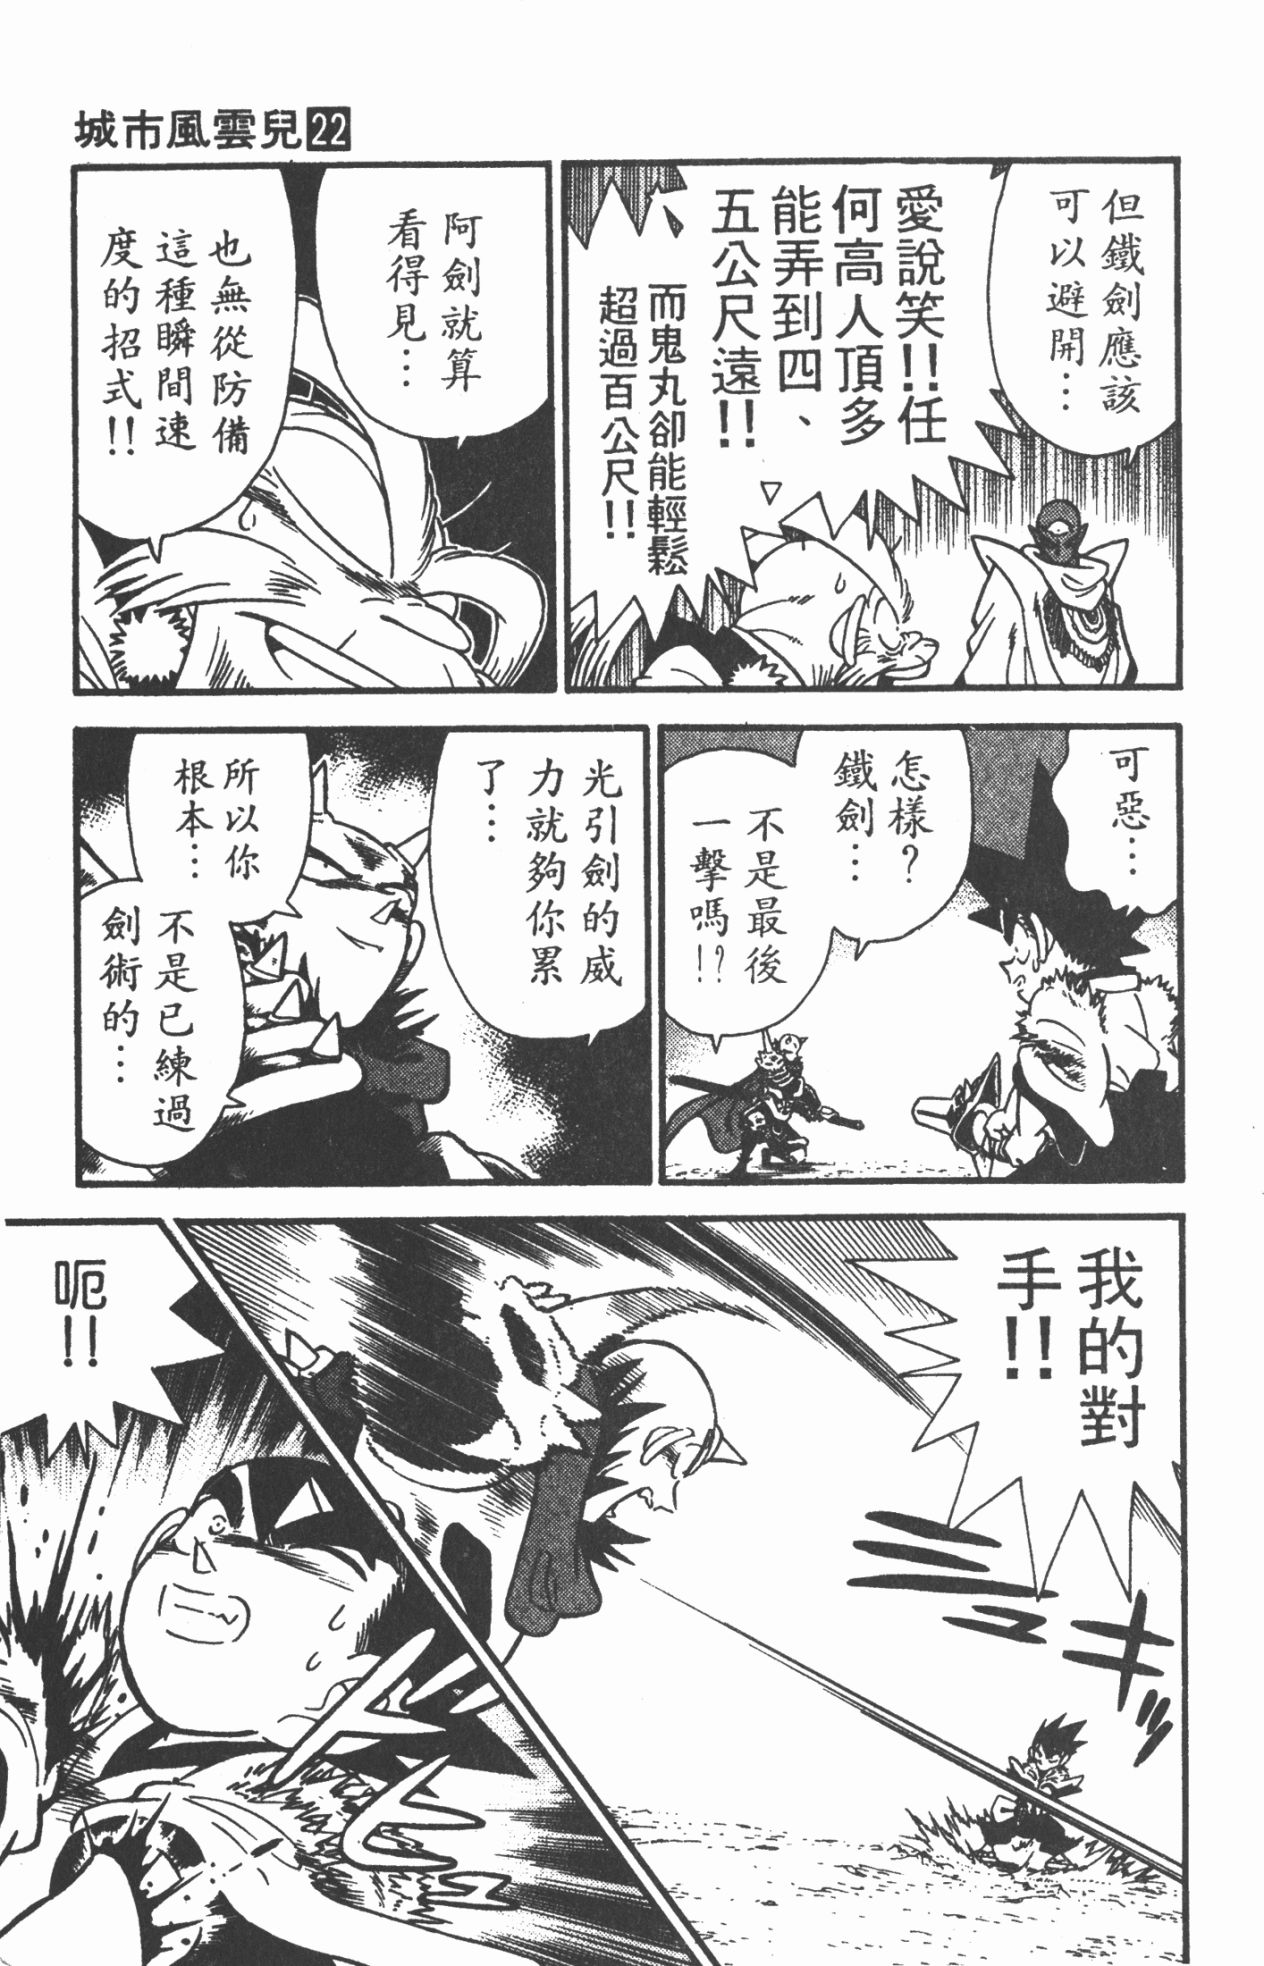 城市風雲兒22
但鐵劍應該
可以避開…
愛說笑!!任
何高人頂多
能弄到四、
五公尺遠!!
而鬼丸卻能輕鬆
超過百公尺!!
阿劍就算
看得見…
也無從防備
這種瞬間速
度的招式!!
可惡…
怎樣?
鐵劍…
不是最後
一擊嗎!?
光引劍的威
力就夠你累
了…
所以你
根本…
不是已練過
劍術的…
我的對
手!!
呃!!